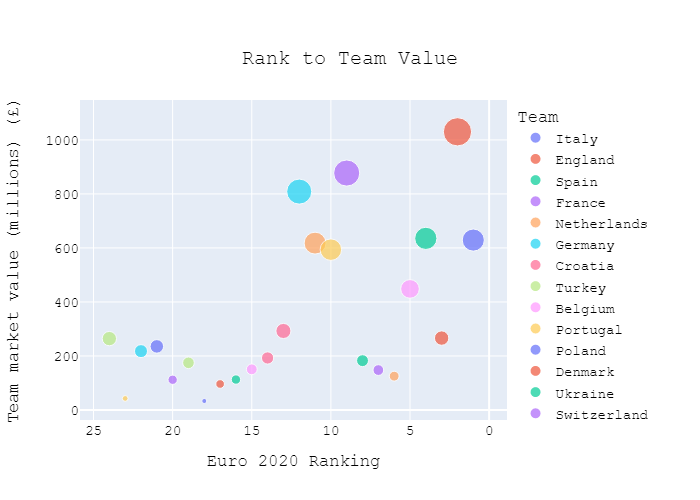 Rank to Team Value
Team market value (millions) (£)
1000
800
600
400
200
0
25 20 15 10 5 0
Euro 2020 Ranking
Team
Italy
England
Spain
France
Netherlands
Germany
Croatia
Turkey
Belgium
Portugal
Poland
Denmark
Ukraine
Switzerland